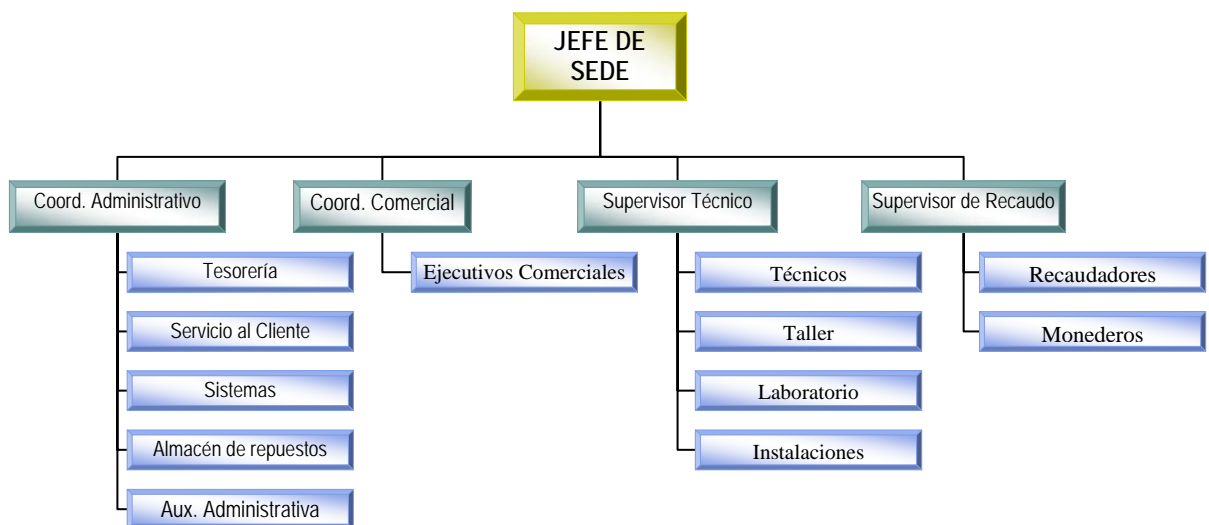 JEFE DE
SEDE
Coord. Administrativo
Coord. Comercial
Supervisor Técnico
Supervisor de Recaudo
Tesorería
Ejecutivos Comerciales
Técnicos
Recaudadores
Servicio al Cliente
Taller
Monederos
Sistemas
Laboratorio
Almacén de repuestos
Instalaciones
Aux. Administrativa